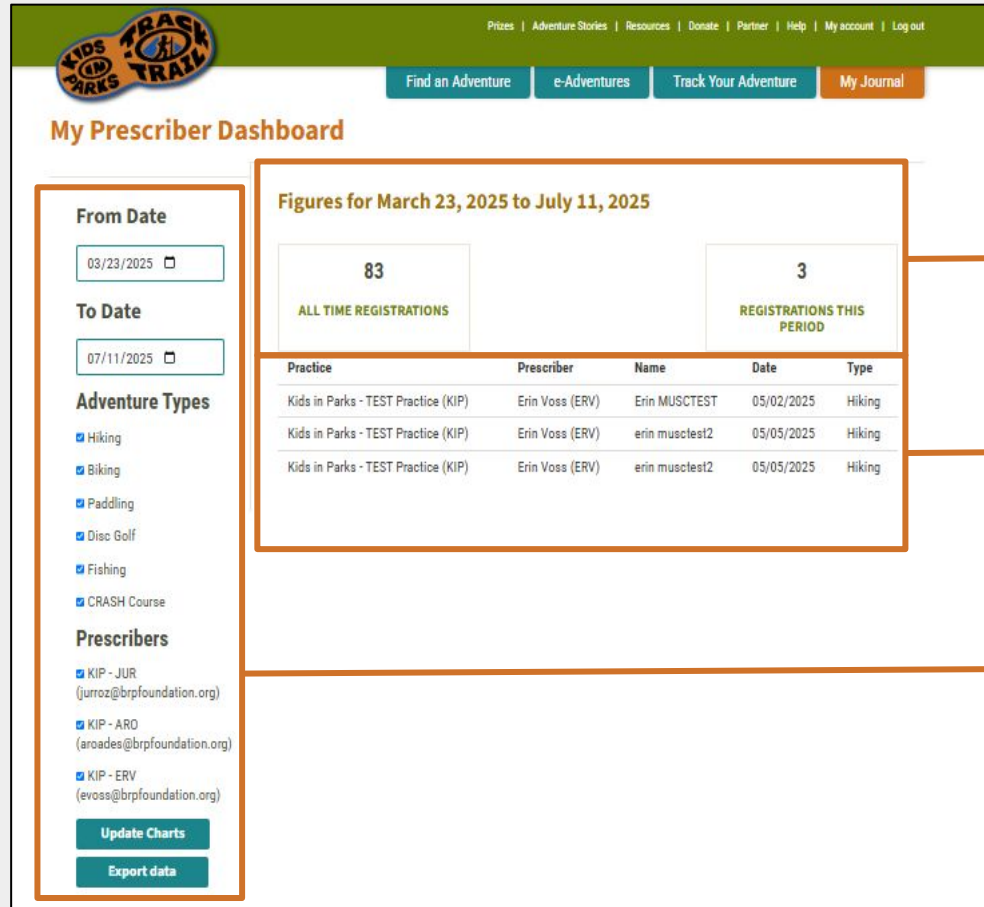 KIDS IN PARKS
TRACK TRAIL
Prizes | Adventure Stories | Resources | Donate | Partner | Help | My account | Log out
Find an Adventure e-Adventures Track Your Adventure My Journal
My Prescriber Dashboard
From Date
03/23/2025
To Date
07/11/2025
Adventure Types
Hiking
Biking
Paddling
Disc Golf
Fishing
CRASH Course
Prescribers
KIP - JUR
(jurroz@brpfoundation.org)
KIP - ARO
(aroades@brpfoundation.org)
KIP - ERV
(evoss@brpfoundation.org)
Update Charts
Export data
Figures for March 23, 2025 to July 11, 2025
83
ALL TIME REGISTRATIONS
3
REGISTRATIONS THIS
PERIOD
Practice Prescriber Name Date Type
Kids in Parks - TEST Practice (KIP) Erin Voss (ERV) Erin MUSCTEST 05/02/2025 Hiking
Kids in Parks - TEST Practice (KIP) Erin Voss (ERV) erin musctest2 05/05/2025 Hiking
Kids in Parks - TEST Practice (KIP) Erin Voss (ERV) erin musctest2 05/05/2025 Hiking